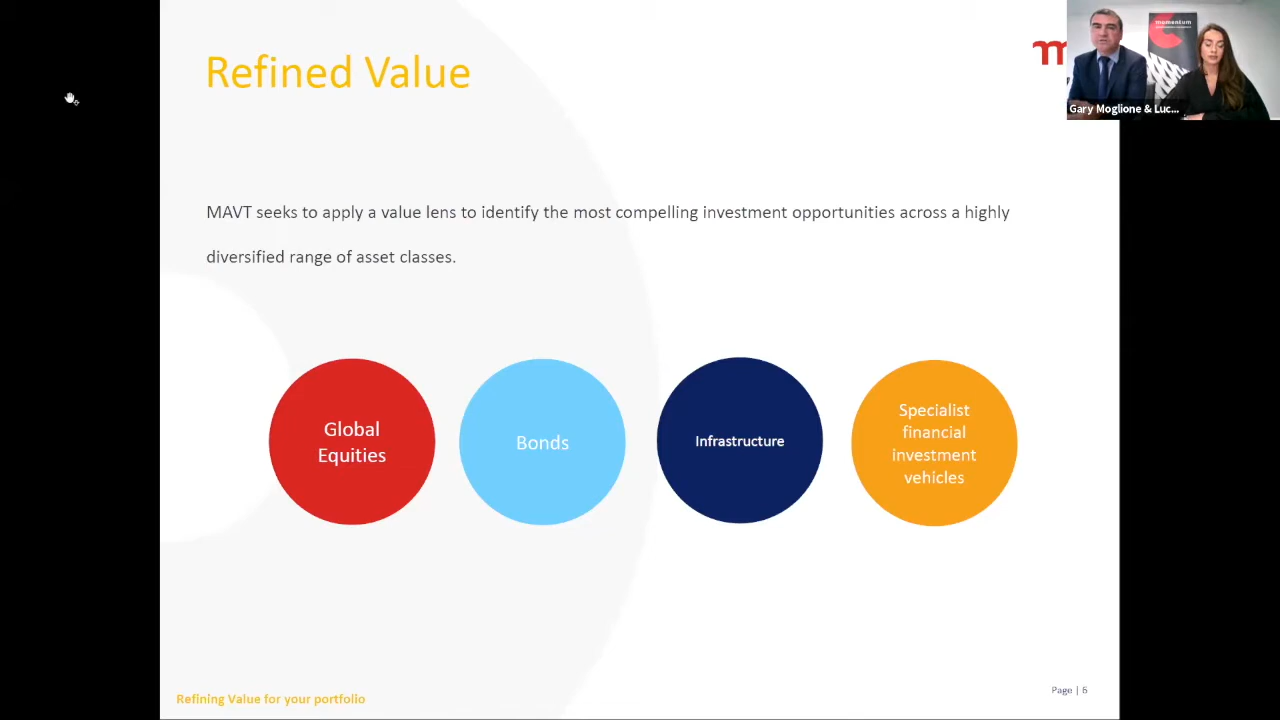 Refined Value
m
momentum
Gary Moglione & Luc...
MAVT seeks to apply a value lens to identify the most compelling investment opportunities across a highly
diversified range of asset classes.
Global
Equities
Bonds
Infrastructure
Specialist
financial
investment
vehicles
Refining Value for your portfolio
Page | 6